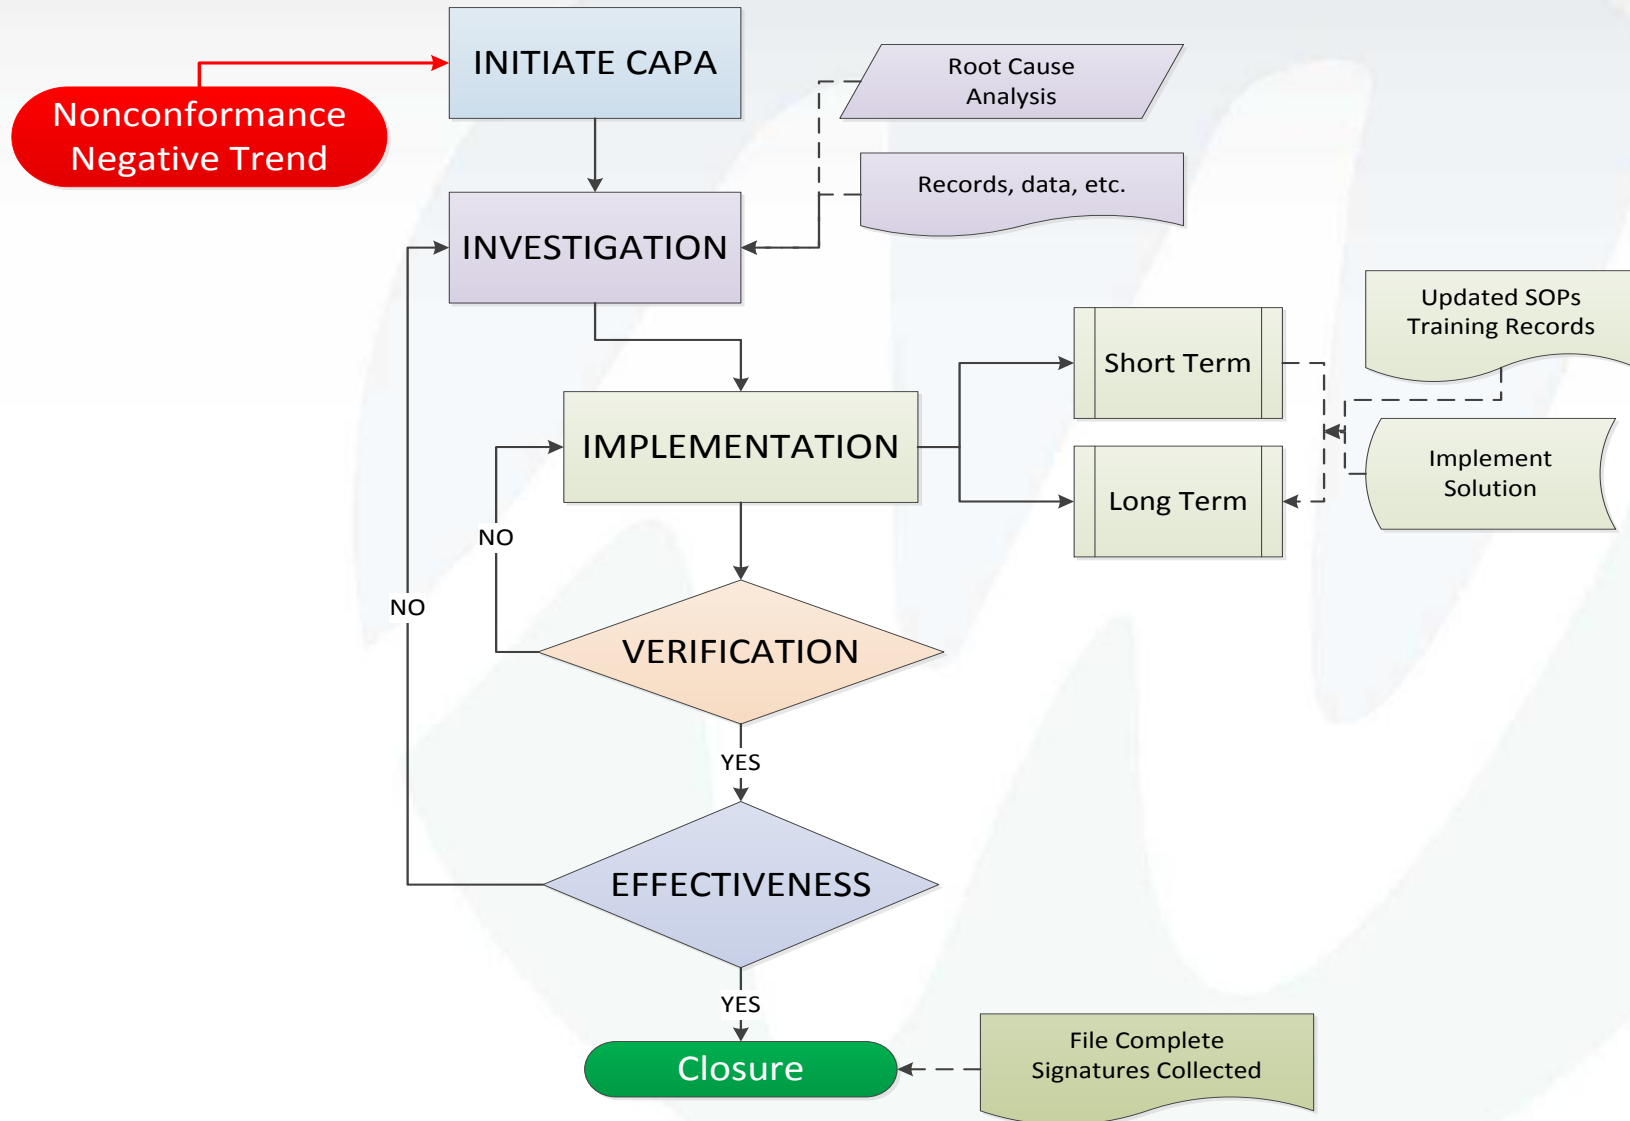 INITIATE CAPA
Nonconformance
Negative Trend
Root Cause
Analysis
Records, data, etc.
INVESTIGATION
Updated SOPs
Training Records
Short Term
IMPLEMENTATION
Implement
Solution
Long Term
NO
NO
VERIFICATION
YES
EFFECTIVENESS
YES
Closure
File Complete
Signatures Collected